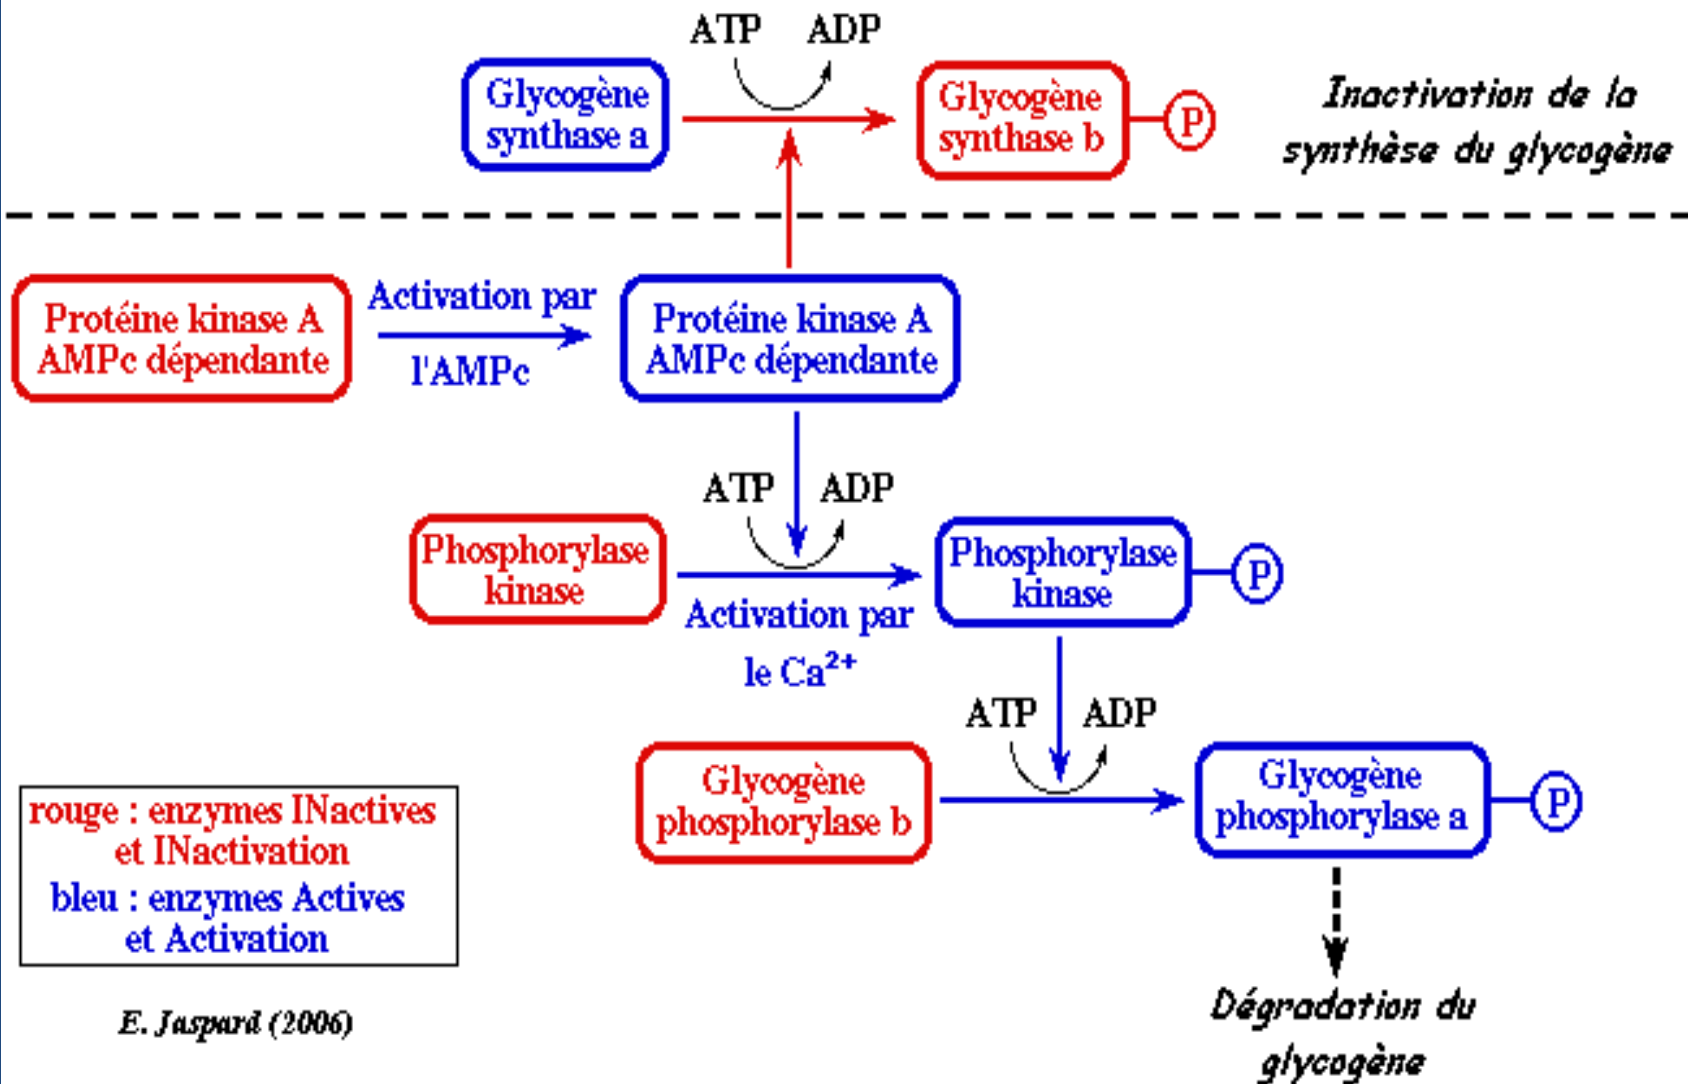 ATP ADP
Glycogène
synthase a
Glycogène
synthase b
P
Inactivation de la
synthèse du glycogène
Protéine kinase A
AMPc dépendante
Activation par
l'AMPc
Protéine kinase A
AMPc dépendante
ATP ADP
Phosphorylase
kinase
Activation par
le Ca²⁺
Phosphorylase
kinase
P
ATP ADP
Glycogène
phosphorylase b
Glycogène
phosphorylase a
P
rouge : enzymes INactives
et INactivation
bleu : enzymes Actives
et Activation
E. Jaspard (2006)
Dégradation du
glycogène